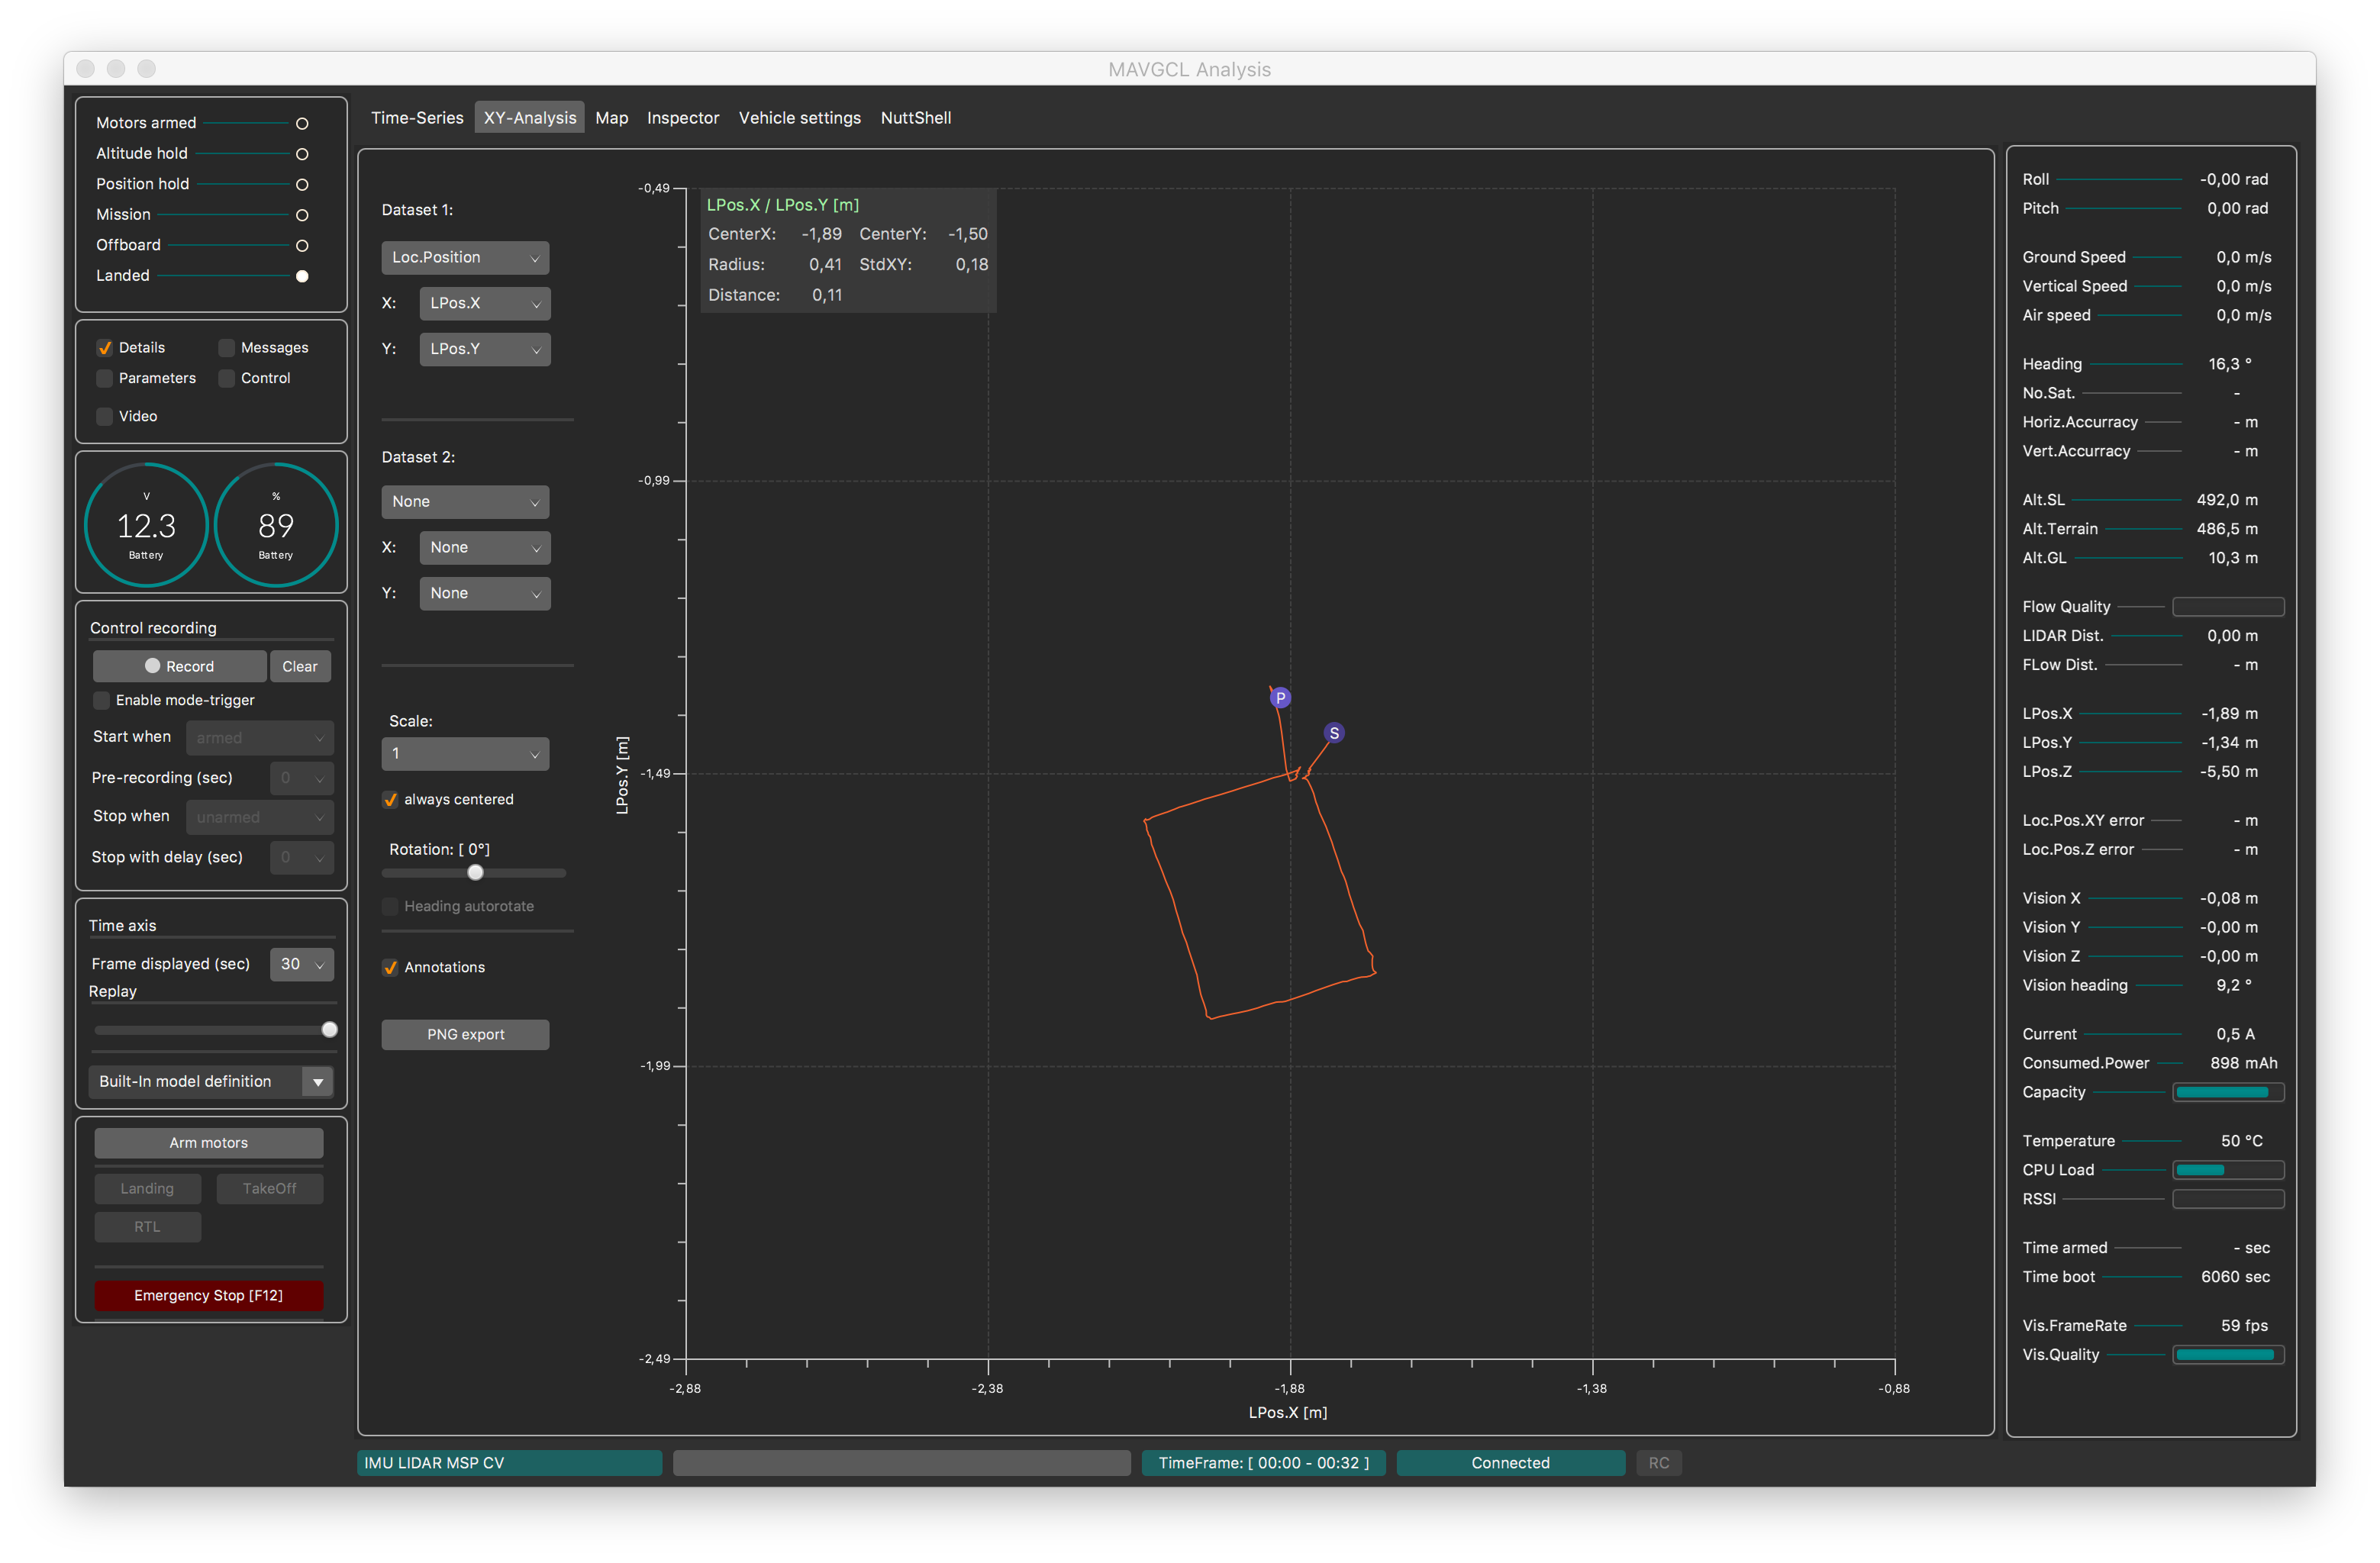 MAVGCL Analysis
Motors armed
Altitude hold
Position hold
Mission
Offboard
Landed
Details Messages
Parameters Control
Video
V
12.3
Battery
%
89
Battery
Control recording
Record Clear
Enable mode-trigger
Start when armed
Pre-recording (sec) 0
Stop when unarmed
Stop with delay (sec) 0
Time axis
Frame displayed (sec) 30
Replay
Built-In model definition
Arm motors
Landing TakeOff
RTL
Emergency Stop [F12]
Time-Series XY-Analysis Map Inspector Vehicle settings NuttShell
Dataset 1:
Loc.Position
X: LPos.X
Y: LPos.Y
Dataset 2:
None
X: None
Y: None
Scale:
1
always centered
Rotation: [ 0°]
Heading autorotate
Annotations
PNG export
LPos.X / LPos.Y [m]
CenterX: -1,89 CenterY: -1,50
Radius: 0,41 StdXY: 0,18
Distance: 0,11
-0,49
-0,99
-1,49
-1,99
-2,49
LPos.Y [m]
P
S
-2,88 -2,38 -1,88 -1,38 -0,88
LPos.X [m]
Roll -0,00 rad
Pitch 0,00 rad
Ground Speed 0,0 m/s
Vertical Speed 0,0 m/s
Air speed 0,0 m/s
Heading 16,3 °
No.Sat. -
Horiz.Accurracy - m
Vert.Accurracy - m
Alt.SL 492,0 m
Alt.Terrain 486,5 m
Alt.GL 10,3 m
Flow Quality
LIDAR Dist. 0,00 m
FLow Dist. - m
LPos.X -1,89 m
LPos.Y -1,34 m
LPos.Z -5,50 m
Loc.Pos.XY error - m
Loc.Pos.Z error - m
Vision X -0,08 m
Vision Y -0,00 m
Vision Z -0,00 m
Vision heading 9,2 °
Current 0,5 A
Consumed.Power 898 mAh
Capacity
Temperature 50 °C
CPU Load
RSSI
Time armed - sec
Time boot 6060 sec
Vis.FrameRate 59 fps
Vis.Quality
IMU LIDAR MSP CV TimeFrame: [ 00:00 - 00:32 ] Connected RC